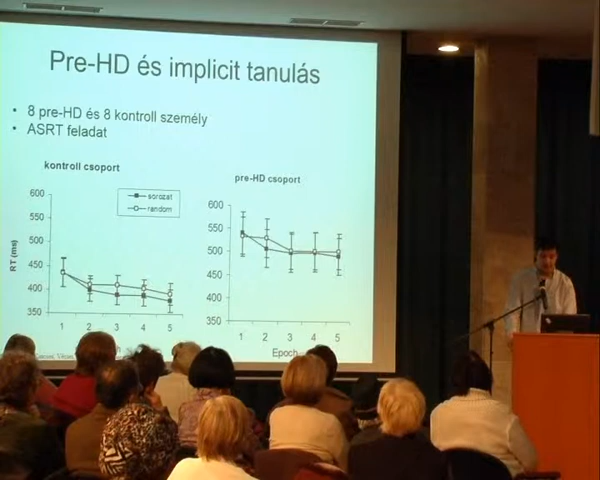 Pre-HD és implicit tanulás
• 8 pre-HD és 8 kontroll személy
• ASRT feladat
kontroll csoport
600
550
500
450
400
350
RT (ms)
1 2 3 4 5
sorozat
random
pre-HD csoport
600
550
500
450
400
350
1 2 3 4 5
Epoch